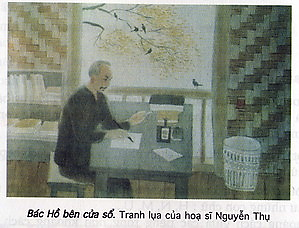 Bác Hồ bên cửa sổ. Tranh lụa của hoạ sĩ Nguyễn Thụ